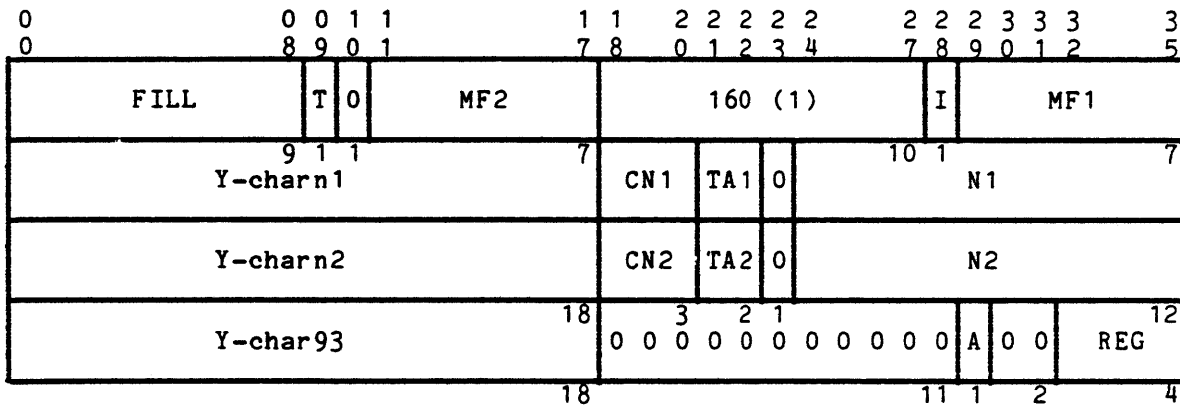 0 0 0 1 1 1 1 2 2 2 2 2 2 2 2 3 3 3 3
0 8 9 0 1 7 8 0 1 2 3 4 7 8 9 0 1 2 5
FILL T 0 MF2 160 (1) I MF1
9 1 1 7 10 1 7
Y-charn1 CN1 TA1 0 N1
Y-charn2 CN2 TA2 0 N2
18 3 2 1 12
Y-char93 0 0 0 0 0 0 0 0 0 0 0 A 0 0 REG
18 11 1 2 4